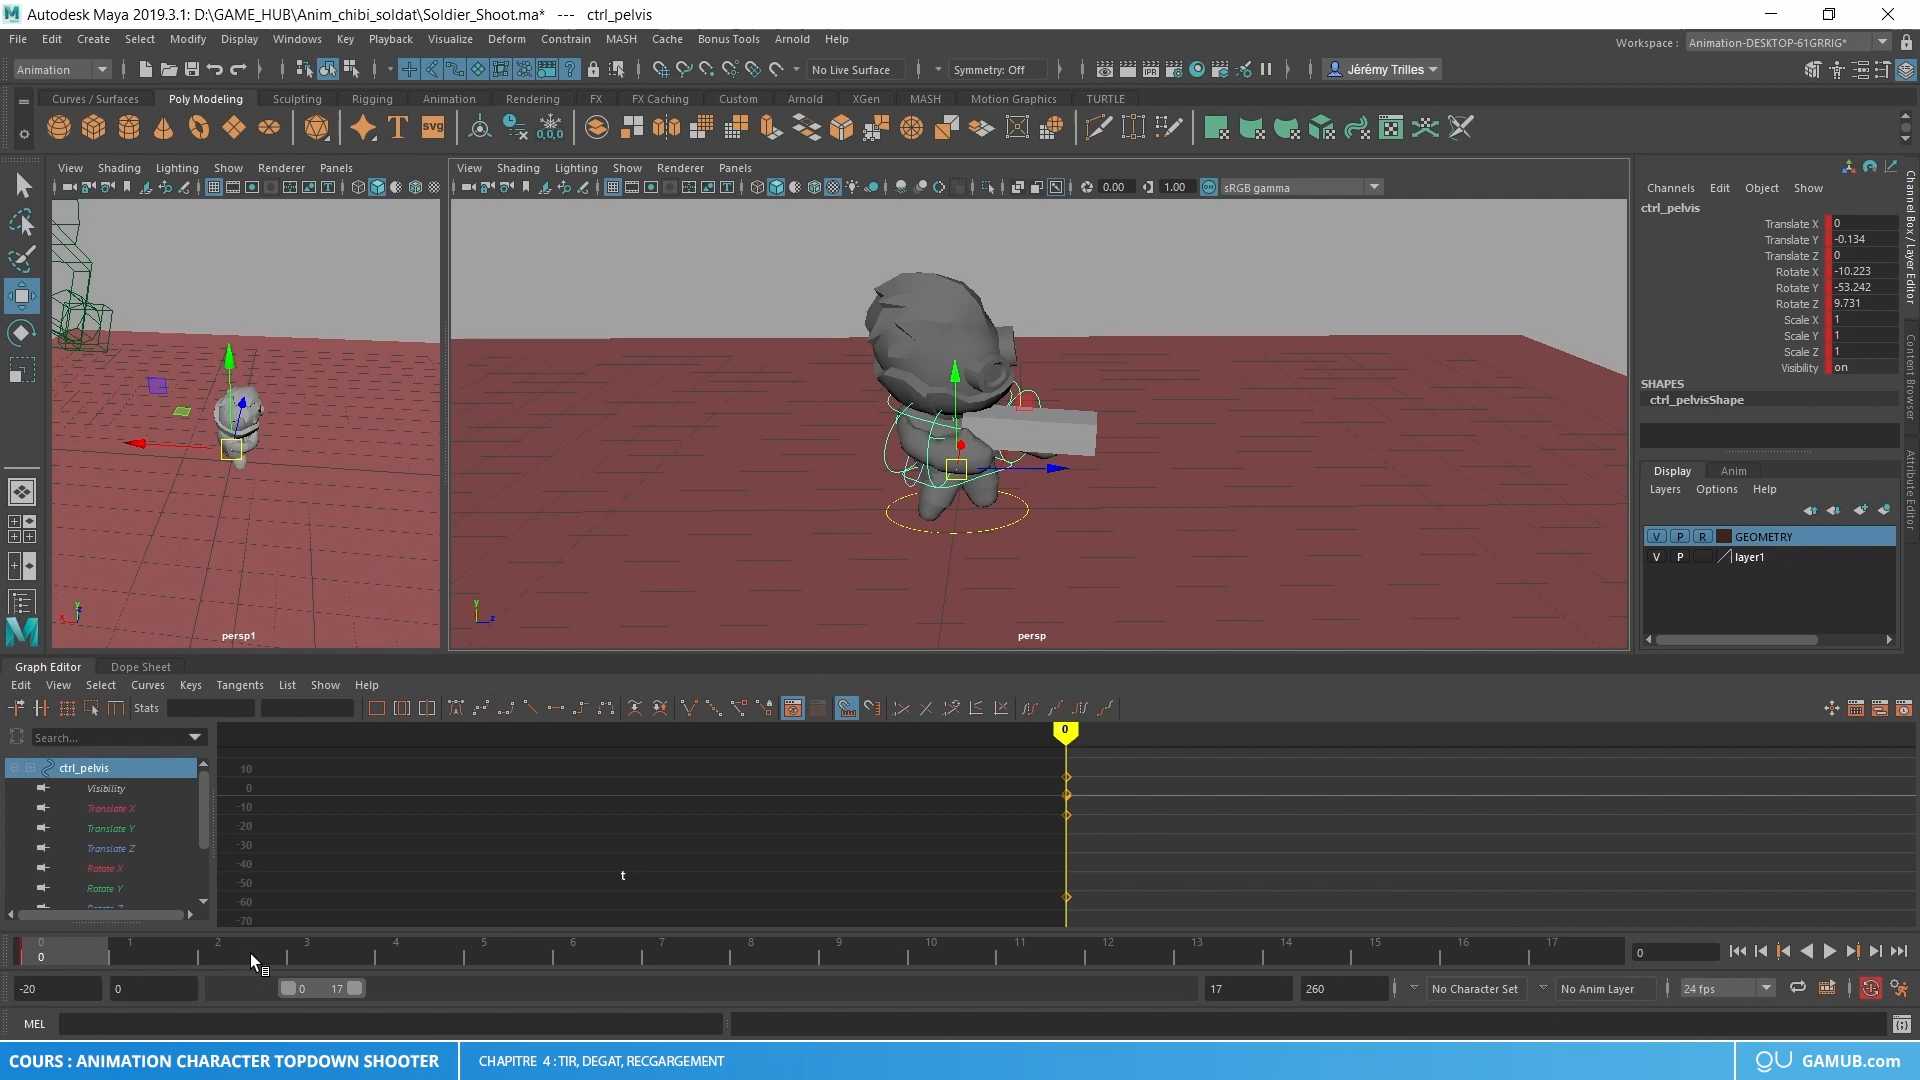 Autodesk Maya 2019.3.1: D:\GAME_HUB\Anim_chibi_soldat\Soldier_Shoot.ma* --- ctrl_pelvis
File Edit Create Select Modify Display Windows Key Playback Visualize Deform Constrain MASH Cache Bonus Tools Arnold Help
Workspace : Animation-DESKTOP-61GRRIG*
Animation No Live Surface Symmetry: Off Jérémy Trilles
Curves / Surfaces Poly Modeling Sculpting Rigging Animation Rendering FX FX Caching Custom Arnold XGen MASH Motion Graphics TURTLE
View Shading Lighting Show Renderer Panels
View Shading Lighting Show Renderer Panels
0.00 1.00 sRGB gamma
persp1
persp
Channels Edit Object Show
ctrl_pelvis
Translate X 0
Translate Y -0.134
Translate Z 0
Rotate X -10.223
Rotate Y -53.242
Rotate Z 9.731
Scale X 1
Scale Y 1
Scale Z 1
Visibility on
SHAPES
ctrl_pelvisShape
Display Anim
Layers Options Help
V P R GEOMETRY
V P layer1
Channel Box / Layer Editor
Content Browser
Attribute Editor
Graph Editor Dope Sheet
Edit View Select Curves Keys Tangents List Show Help
Stats
Search...
ctrl_pelvis
Visibility
Translate X
Translate Y
Translate Z
Rotate X
Rotate Y
0
10
0
-10
-20
-30
-40
-50
-60
-70
t
0 1 2 3 4 5 6 7 8 9 10 11 12 13 14 15 16 17
0
0
-20 0 0 17 17 260 No Character Set No Anim Layer 24 fps
MEL
COURS : ANIMATION CHARACTER TOPDOWN SHOOTER
CHAPITRE 4 : TIR, DEGAT, RECGARGEMENT
GAMUB.com